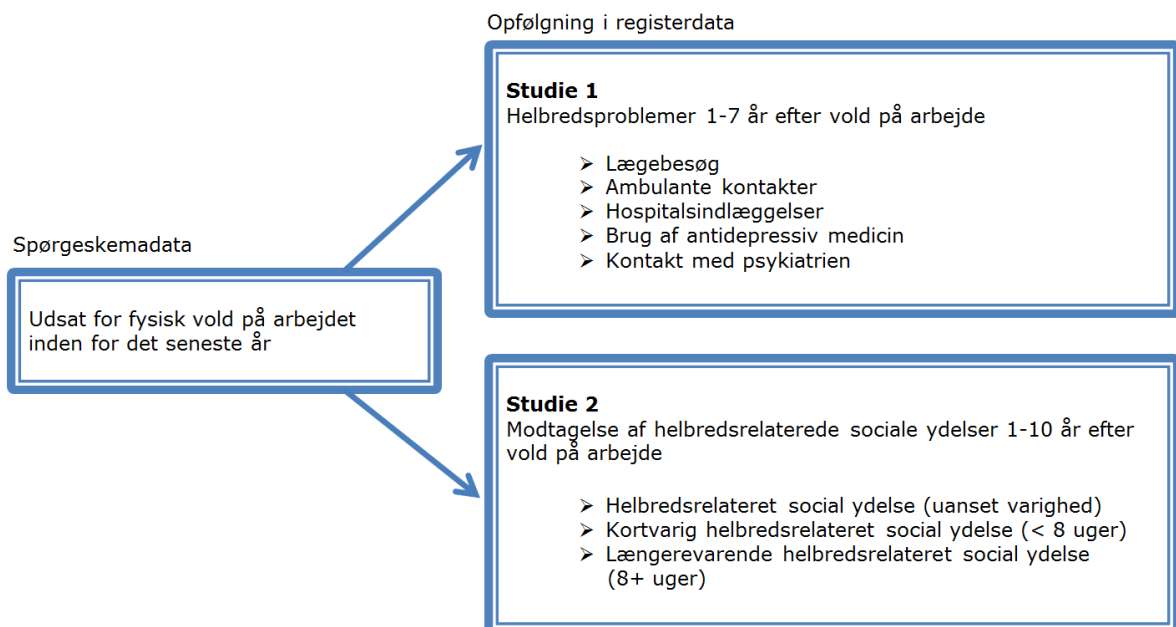 Opfølgning i registerdata
Studie 1
Helbredsproblemer 1-7 år efter vold på arbejde
➢ Lægebesøg
➢ Ambulante kontakter
➢ Hospitalsindlæggelser
➢ Brug af antidepressiv medicin
➢ Kontakt med psykiatrien
Spørgeskemadata
Udsat for fysisk vold på arbejdet
inden for det seneste år
Studie 2
Modtagelse af helbredsrelaterede sociale ydelser 1-10 år efter
vold på arbejde
➢ Helbredsrelateret social ydelse (uanset varighed)
➢ Kortvarig helbredsrelateret social ydelse (< 8 uger)
➢ Længerevarende helbredsrelateret social ydelse
(8+ uger)